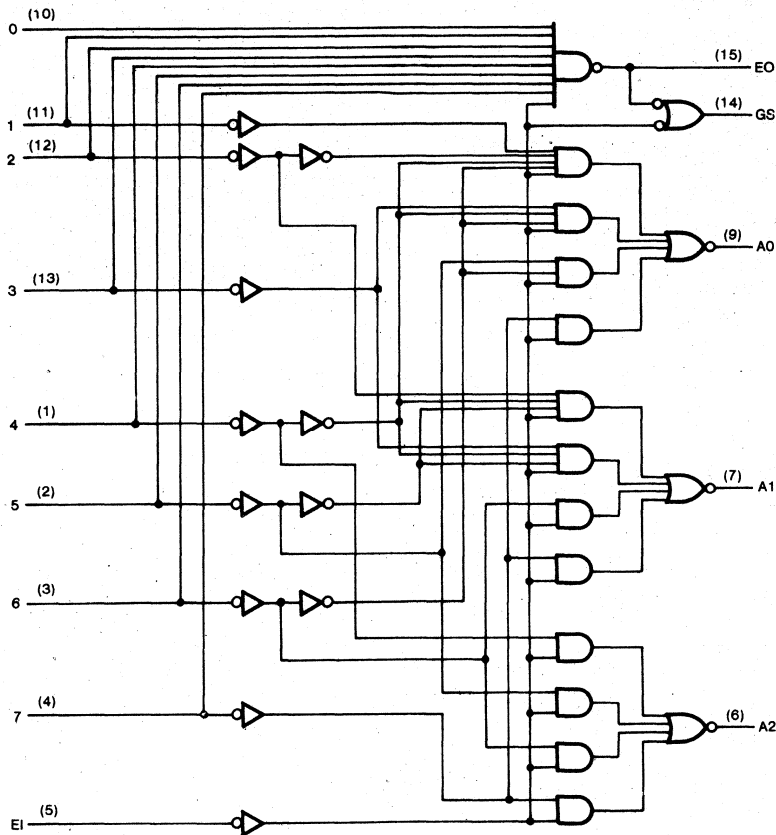 0 (10)
(15) EO
(14) GS
1 (11)
2 (12)
(9) A0
3 (13)
4 (1)
(7) A1
5 (2)
6 (3)
7 (4)
(6) A2
EI (5)